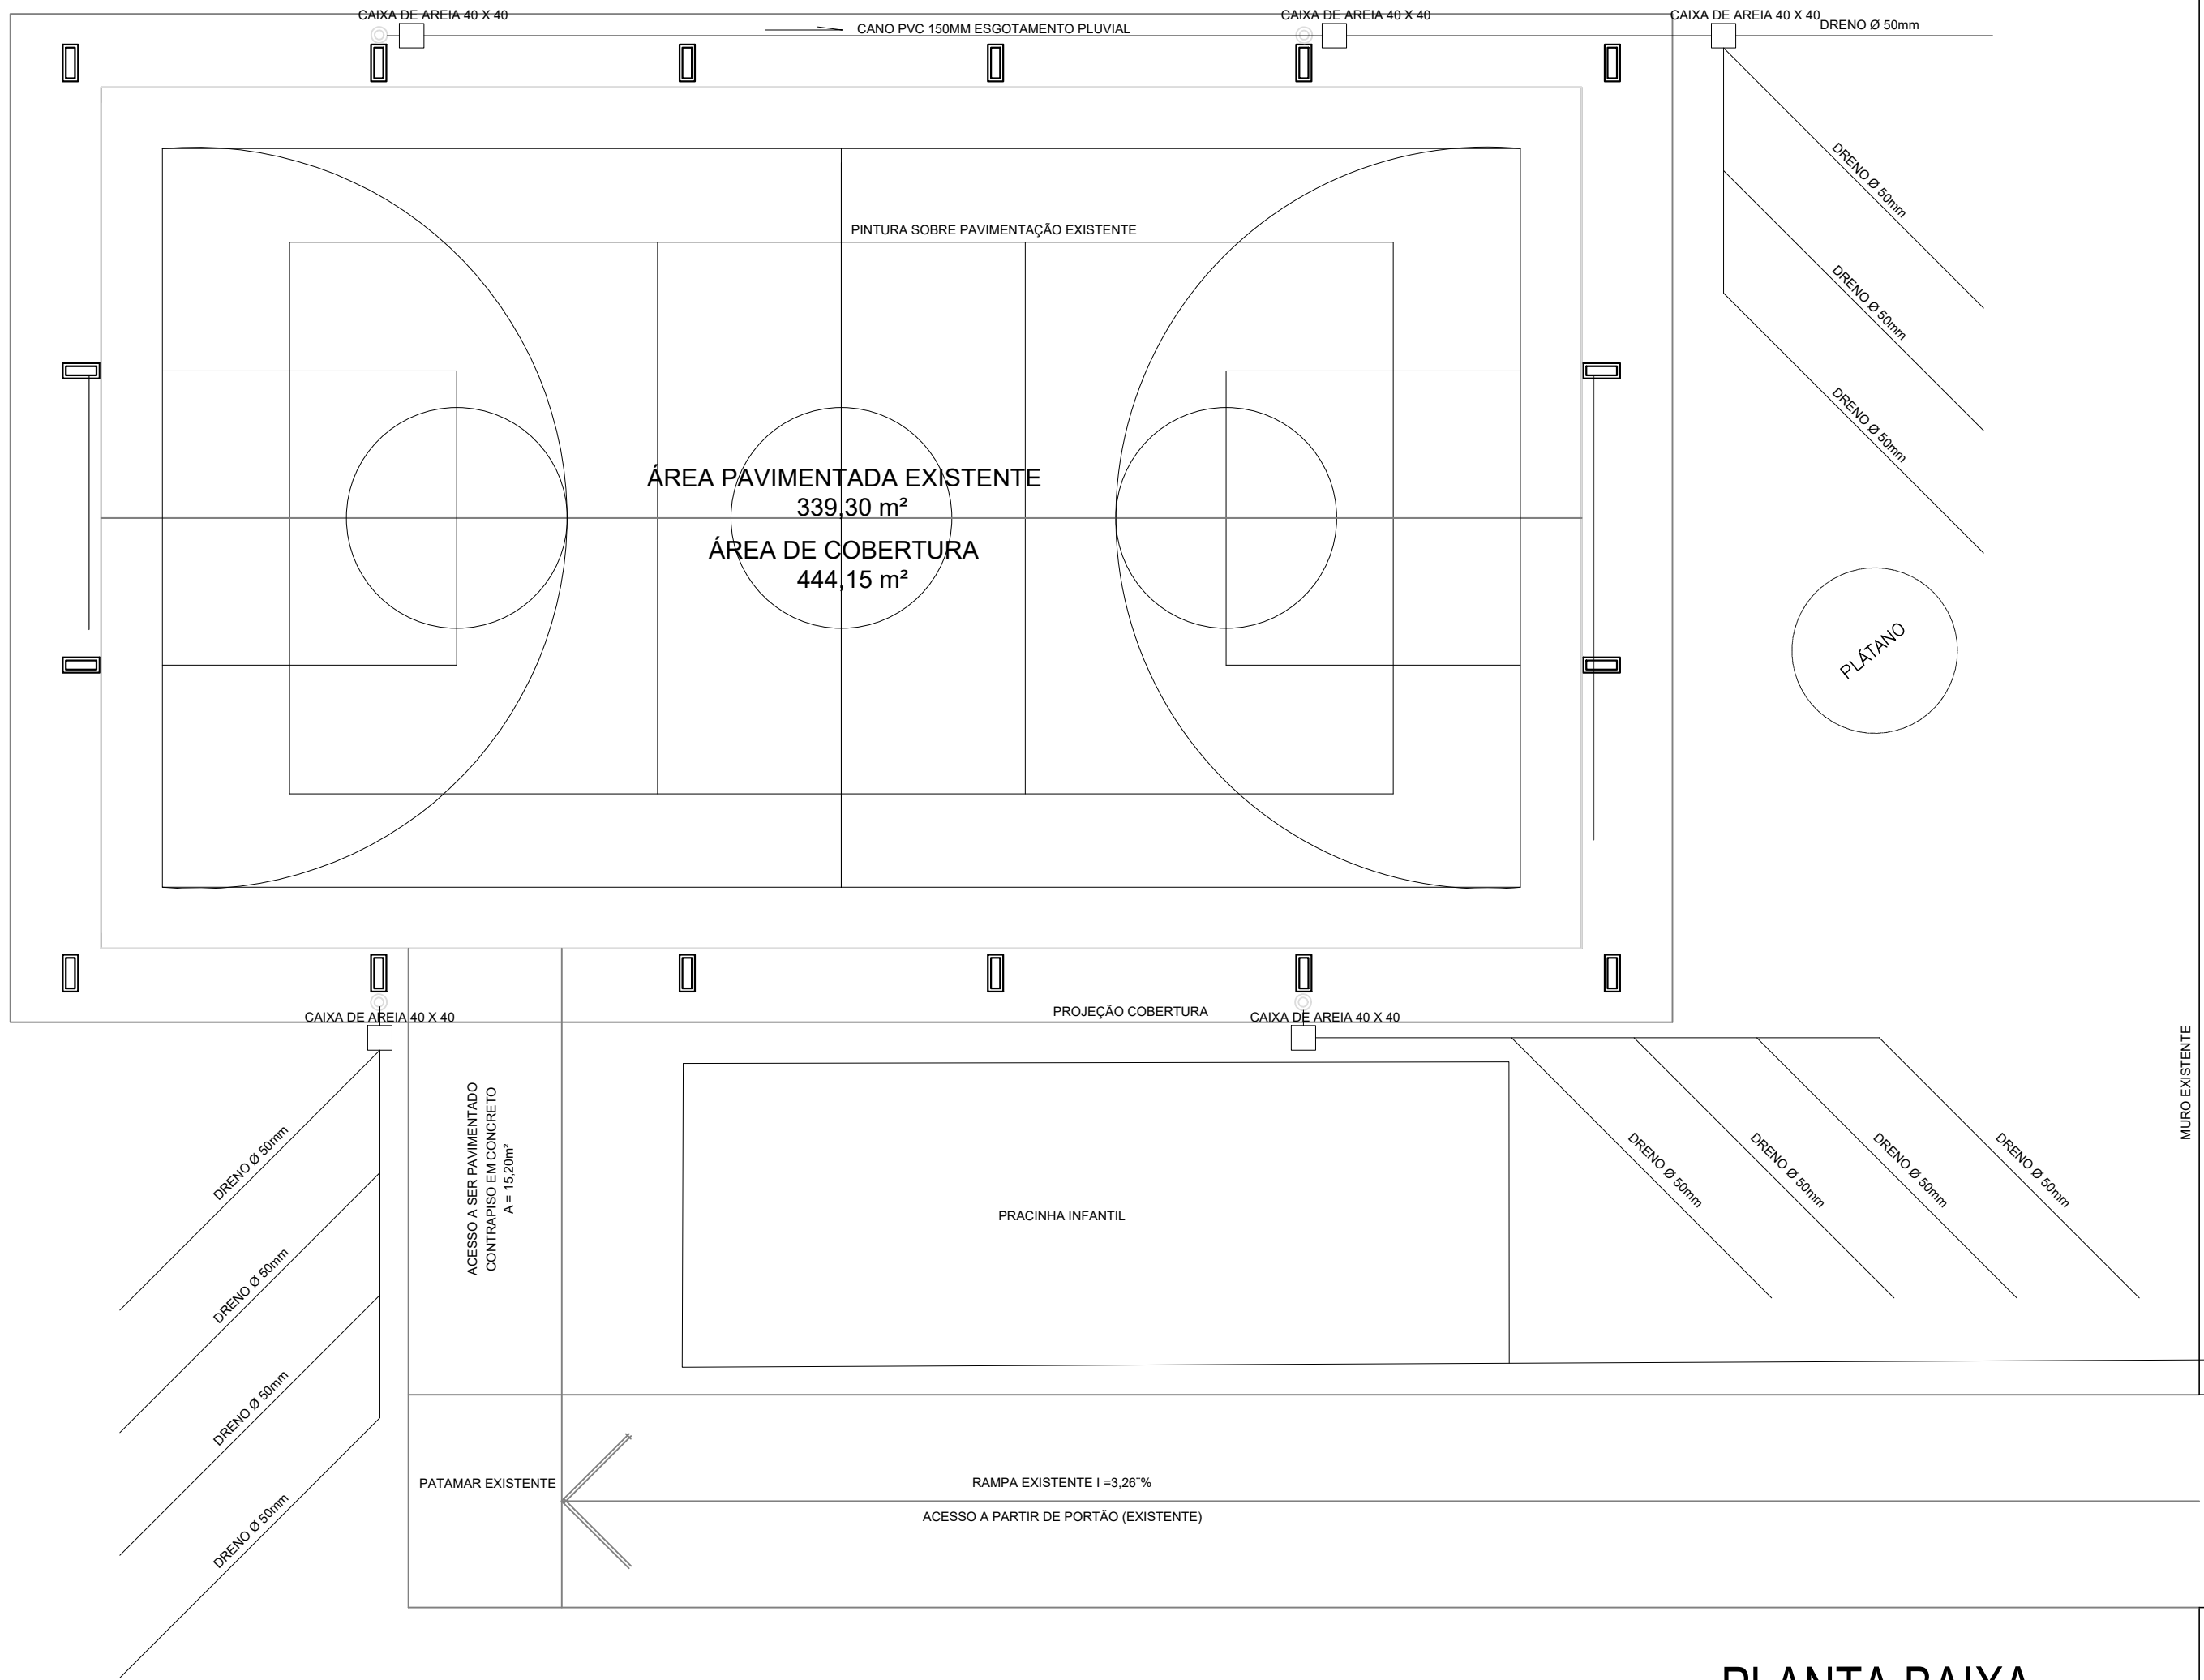 CAIXA DE AREIA 40 X 40
CAIXA DE AREIA 40 X 40
CAIXA DE AREIA 40 X 40
CANO PVC 150MM ESGOTAMENTO PLUVIAL
DRENO Ø 50mm
DRENO Ø 50mm
DRENO Ø 50mm
DRENO Ø 50mm
PINTURA SOBRE PAVIMENTAÇÃO EXISTENTE
ÁREA PAVIMENTADA EXISTENTE
339,30 m²
ÁREA DE COBERTURA
444,15 m²
PLÁTANO
PROJEÇÃO COBERTURA
CAIXA DE AREIA 40 X 40
CAIXA DE AREIA 40 X 40
MURO EXISTENTE
ACESSO A SER PAVIMENTADO
CONTRAPISO EM CONCRETO
A = 15,20m²
DRENO Ø 50mm
DRENO Ø 50mm
DRENO Ø 50mm
DRENO Ø 50mm
PRACINHA INFANTIL
DRENO Ø 50mm
DRENO Ø 50mm
DRENO Ø 50mm
DRENO Ø 50mm
PATAMAR EXISTENTE
RAMPA EXISTENTE I =3,26¨%
ACESSO A PARTIR DE PORTÃO (EXISTENTE)
PLANTA BAIXA